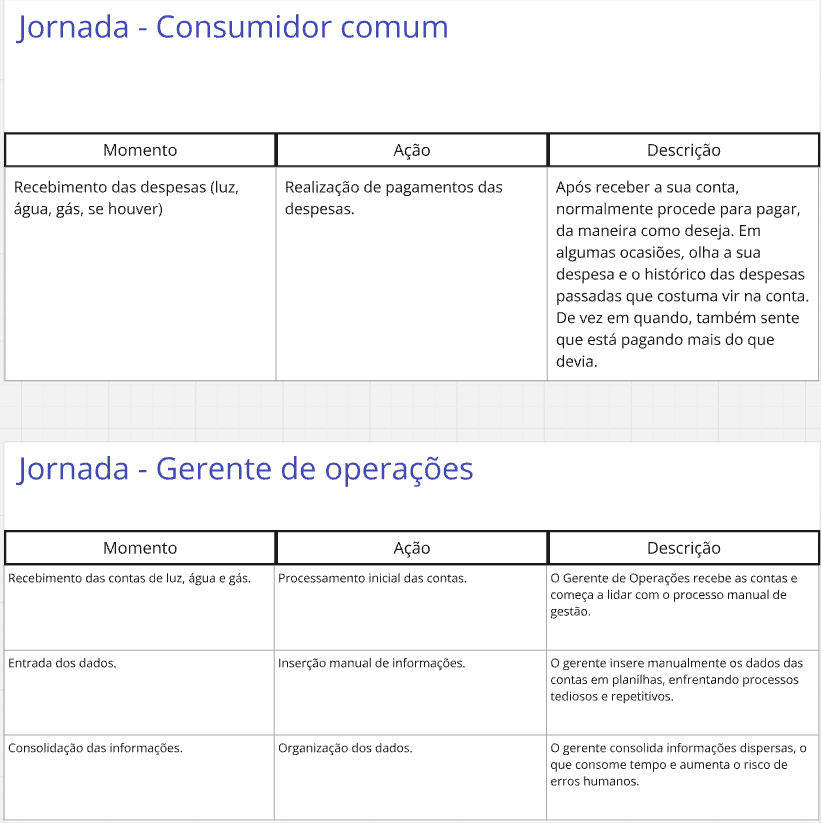 Jornada - Consumidor comum
Momento
Ação
Descrição
Recebimento das despesas (luz,
água, gás, se houver)
Realização de pagamentos das
despesas.
Após receber a sua conta,
normalmente procede para pagar,
da maneira como deseja. Em
algumas ocasiões, olha a sua
despesa e o histórico das despesas
passadas que costuma vir na conta.
De vez em quando, também sente
que está pagando mais do que
devia.
Jornada - Gerente de operações
Momento
Ação
Descrição
Recebimento das contas de luz, água e gás.
Processamento inicial das contas.
O Gerente de Operações recebe as contas e
começa a lidar com o processo manual de
gestão.
Entrada dos dados.
Inserção manual de informações.
O gerente insere manualmente os dados das
contas em planilhas, enfrentando processos
tediosos e repetitivos.
Consolidação das informações.
Organização dos dados.
O gerente consolida informações dispersas, o
que consome tempo e aumenta o risco de
erros humanos.